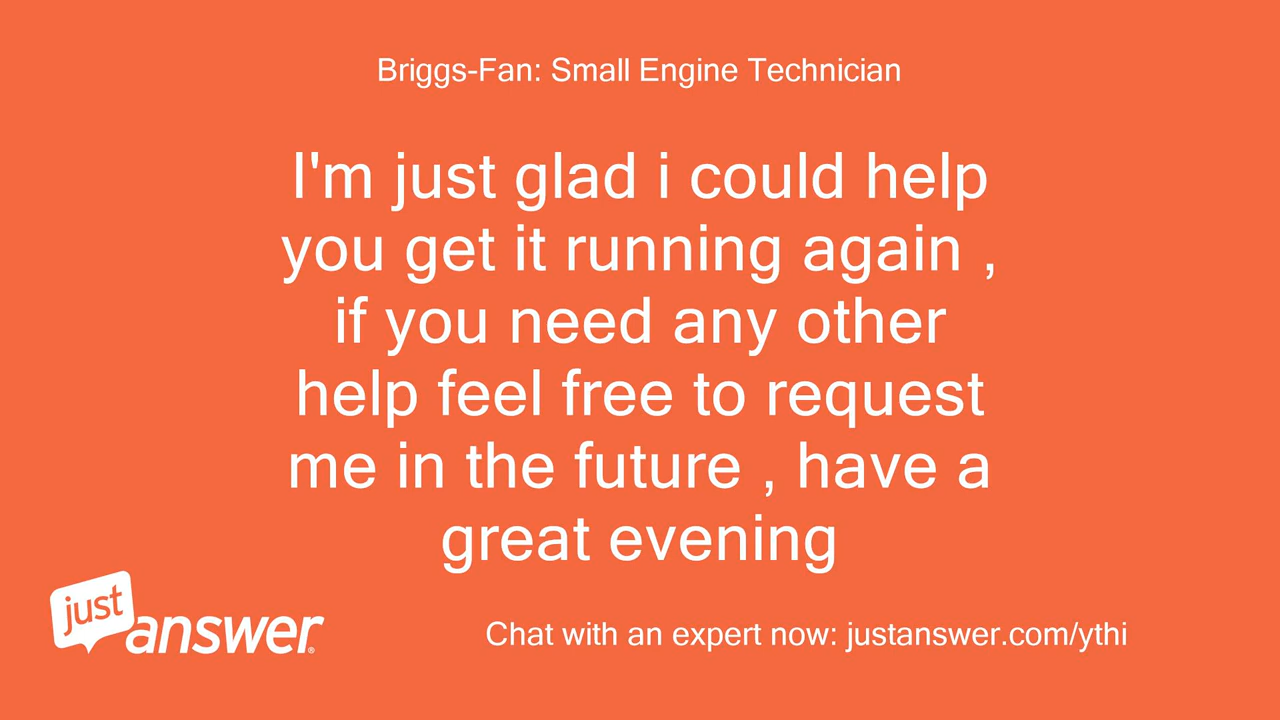 Briggs-Fan: Small Engine Technician
I'm just glad i could help
you get it running again ,
if you need any other
help feel free to request
me in the future , have a
great evening
just
answer®
Chat with an expert now: justanswer.com/ythi